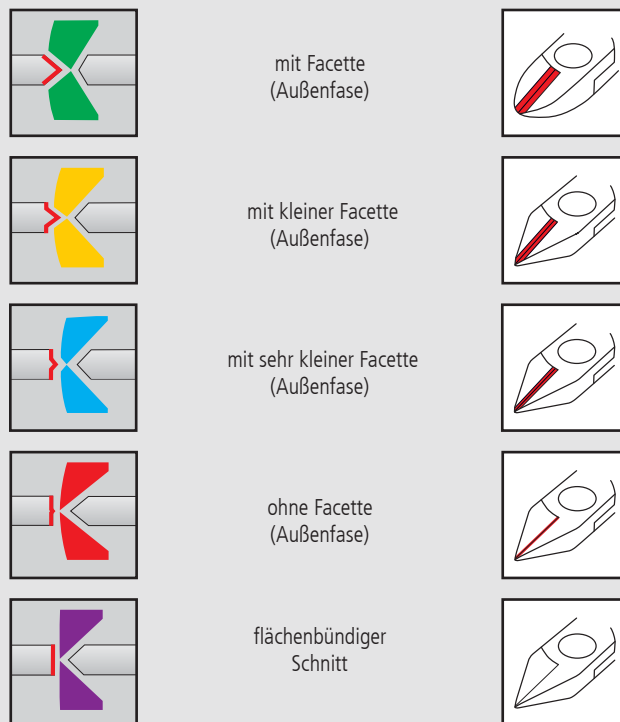 mit Facette
(Außenfase)
mit kleiner Facette
(Außenfase)
mit sehr kleiner Facette
(Außenfase)
ohne Facette
(Außenfase)
flächenbündiger
Schnitt